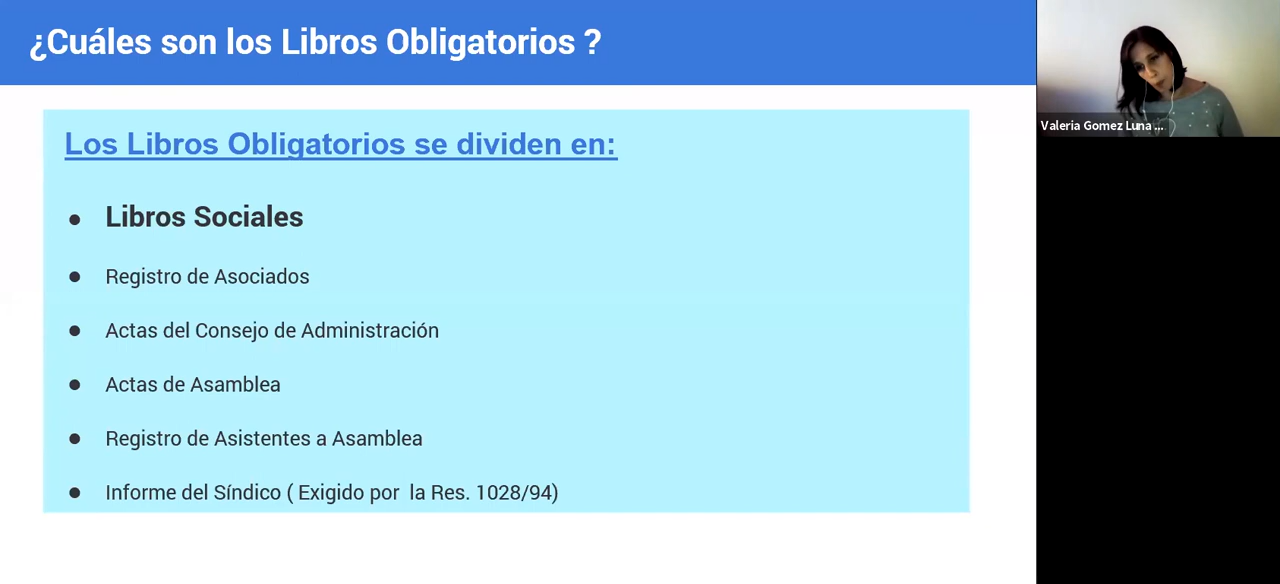 ¿Cuáles son los Libros Obligatorios ?
Los Libros Obligatorios se dividen en:
● Libros Sociales
● Registro de Asociados
● Actas del Consejo de Administración
● Actas de Asamblea
● Registro de Asistentes a Asamblea
● Informe del Síndico ( Exigido por la Res. 1028/94)
Valeria Gomez Luna ...